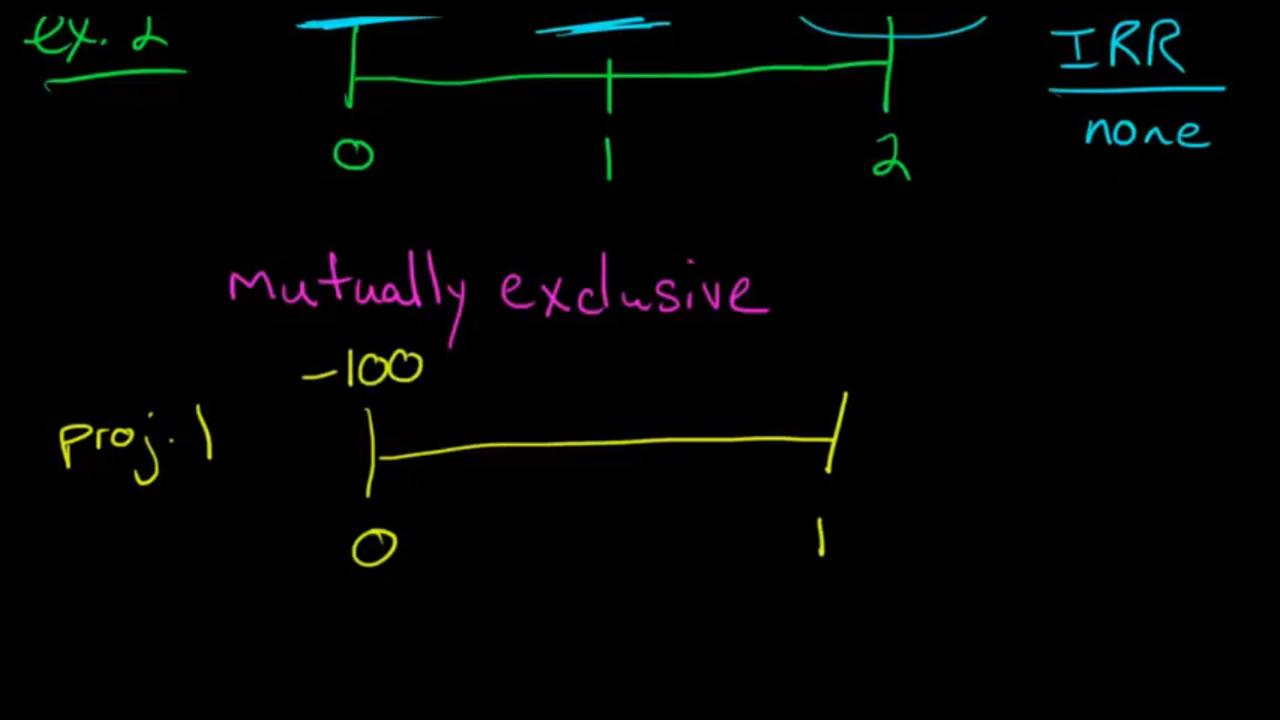 ex. 2
IRR
none
0 1 2
Mutually exclusive
-100
proj. 1
0 1